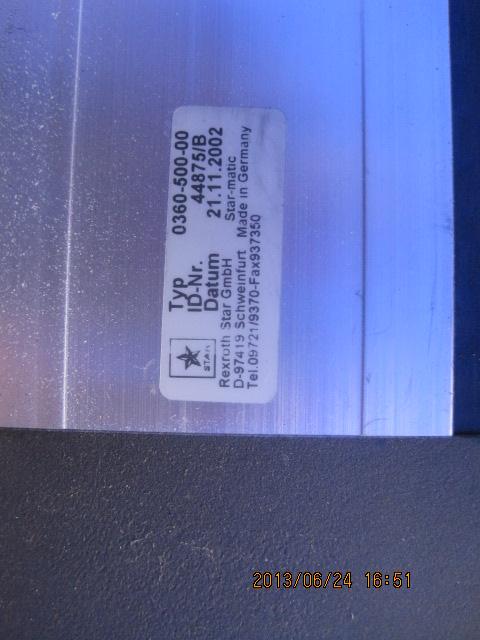 Typ 0360-500-00
ID-Nr. 44875/B
Datum 21.11.2002
STAR
Rexroth Star GmbH Star-matic
D-97419 Schweinfurt Made in Germany
Tel.09721/9370-Fax937350
2013/06/24 16:51